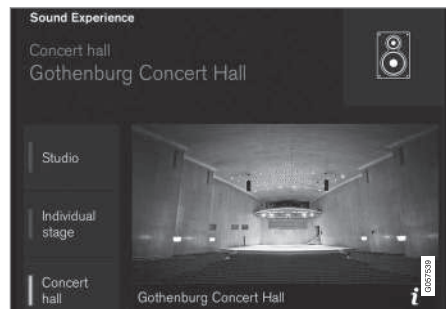 Sound Experience
Concert hall
Gothenburg Concert Hall
Studio
Individual
stage
Concert
hall
Gothenburg Concert Hall
i
G057539